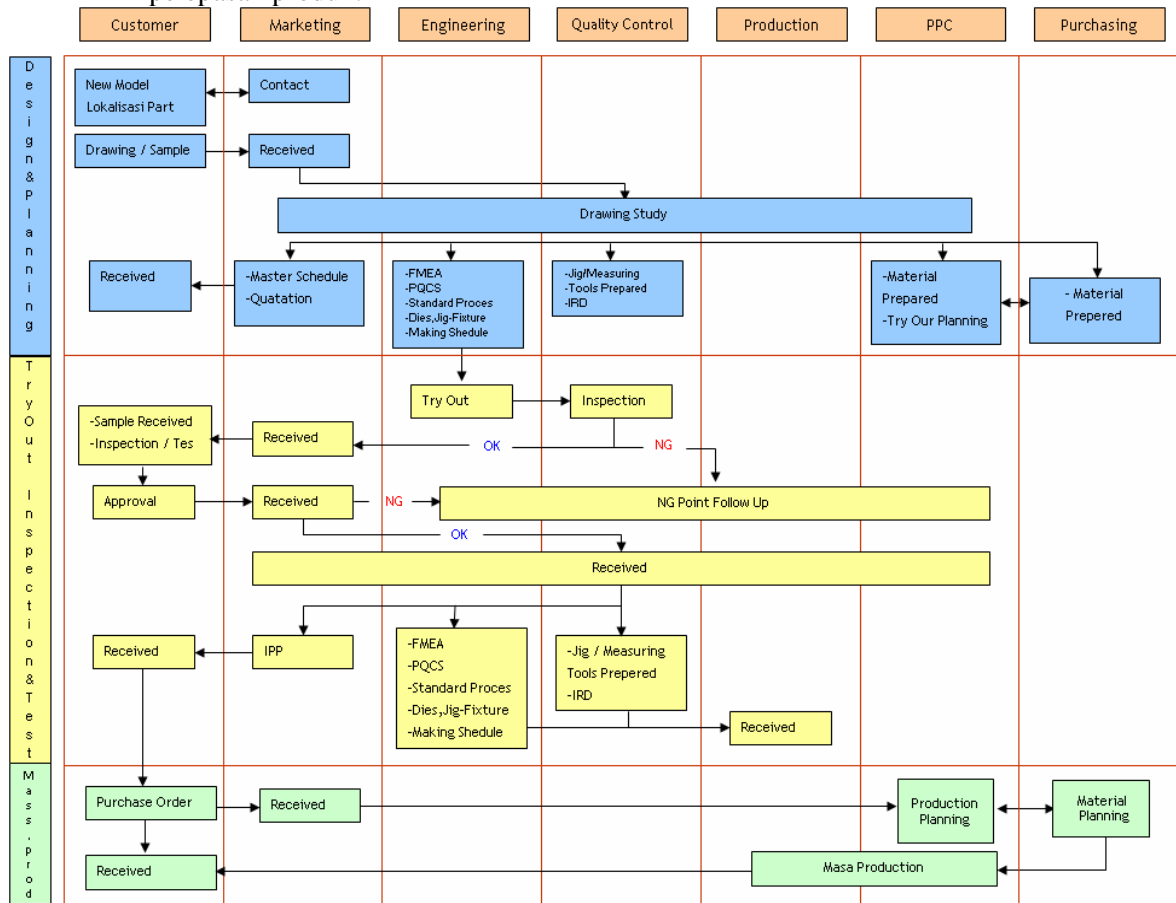 Customer
Marketing
Engineering
Quality Control
Production
PPC
Purchasing
Design&Planning
New Model
Lokalisasi Part
Contact
Drawing / Sample
Received
Drawing Study
Received
-Master Schedule
-Quatation
-FMEA
-PQCS
-Standard Proces
-Dies,Jig-Fixture
-Making Shedule
-Jig/Measuring
-Tools Prepared
-IRD
-Material
Prepared
-Try Our Planning
- Material
Prepered
TryOut Inspection&Test
Try Out
Inspection
-Sample Received
-Inspection / Tes
Received
OK
NG
Approval
Received
NG
NG Point Follow Up
OK
Received
Received
IPP
-FMEA
-PQCS
-Standard Proces
-Dies,Jig-Fixture
-Making Shedule
-Jig / Measuring
Tools Prepered
-IRD
Received
Mass.prod
Purchase Order
Received
Production
Planning
Material
Planning
Received
Masa Production